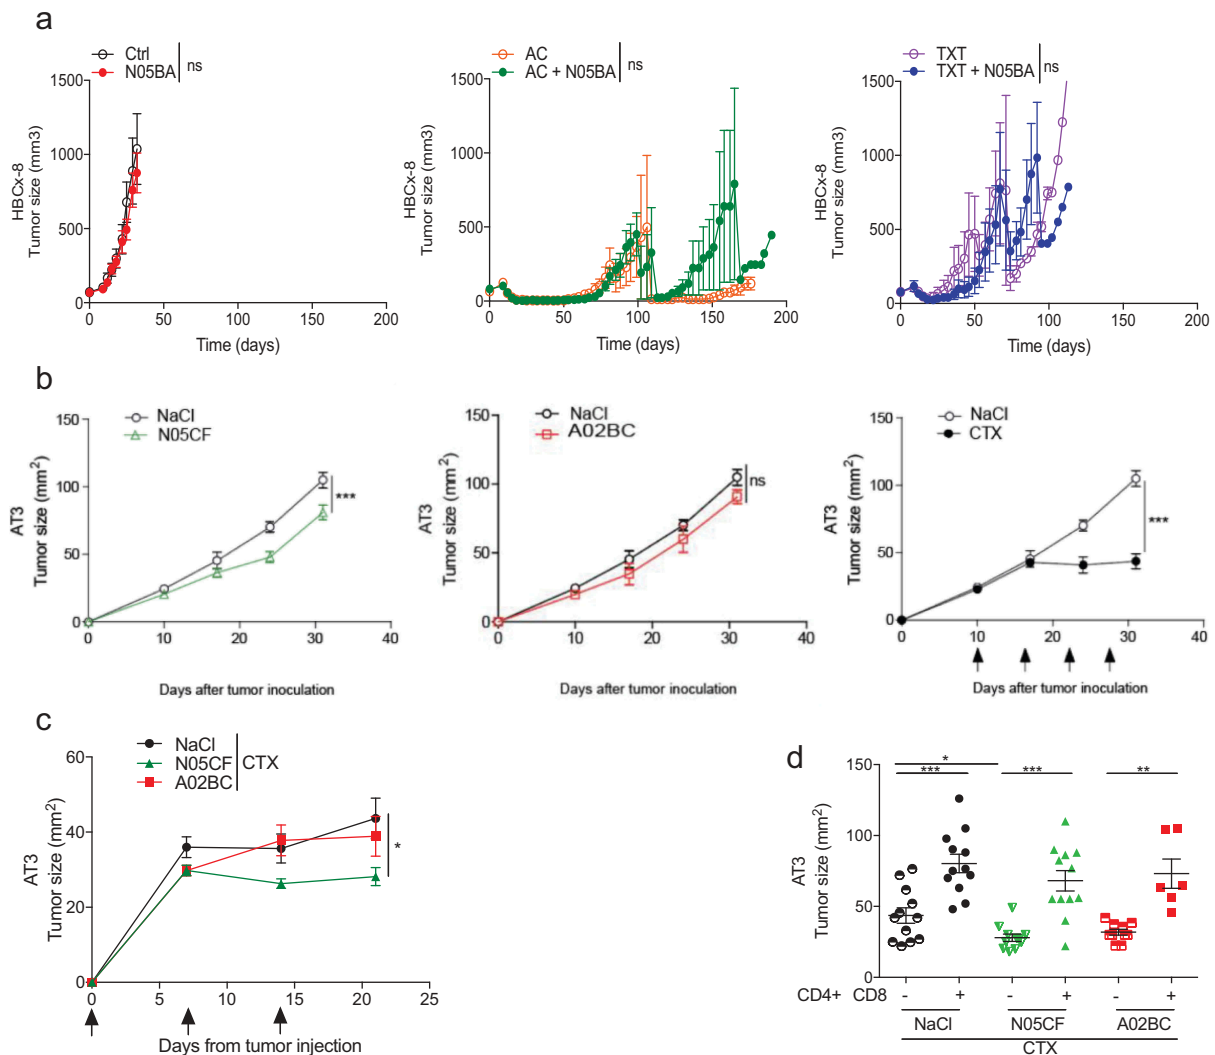 a
Ctrl
N05BA
ns
1500
1000
500
0
0 50 100 150 200
HBCx-8
Tumor size (mm3)
Time (days)
AC
AC + N05BA
ns
1500
1000
500
0
0 50 100 150 200
HBCx-8
Tumor size (mm3)
Time (days)
TXT
TXT + N05BA
ns
1500
1000
500
0
0 50 100 150 200
HBCx-8
Tumor size (mm3)
Time (days)
b
NaCl
N05CF
150
100
50
0
0 10 20 30 40
AT3
Tumor size (mm2)
***
Days after tumor inoculation
NaCl
A02BC
150
100
50
0
0 10 20 30 40
AT3
Tumor size (mm2)
ns
Days after tumor inoculation
NaCl
CTX
150
100
50
0
0 10 20 30 40
AT3
Tumor size (mm2)
***
Days after tumor inoculation
c
NaCl
N05CF
A02BC
CTX
60
40
20
0
0 5 10 15 20 25
AT3
Tumor size (mm2)
*
Days from tumor injection
d
150
100
50
0
AT3
Tumor size (mm2)
*
*** *** **
CD4+ CD8 - + - + - +
NaCl N05CF A02BC
CTX